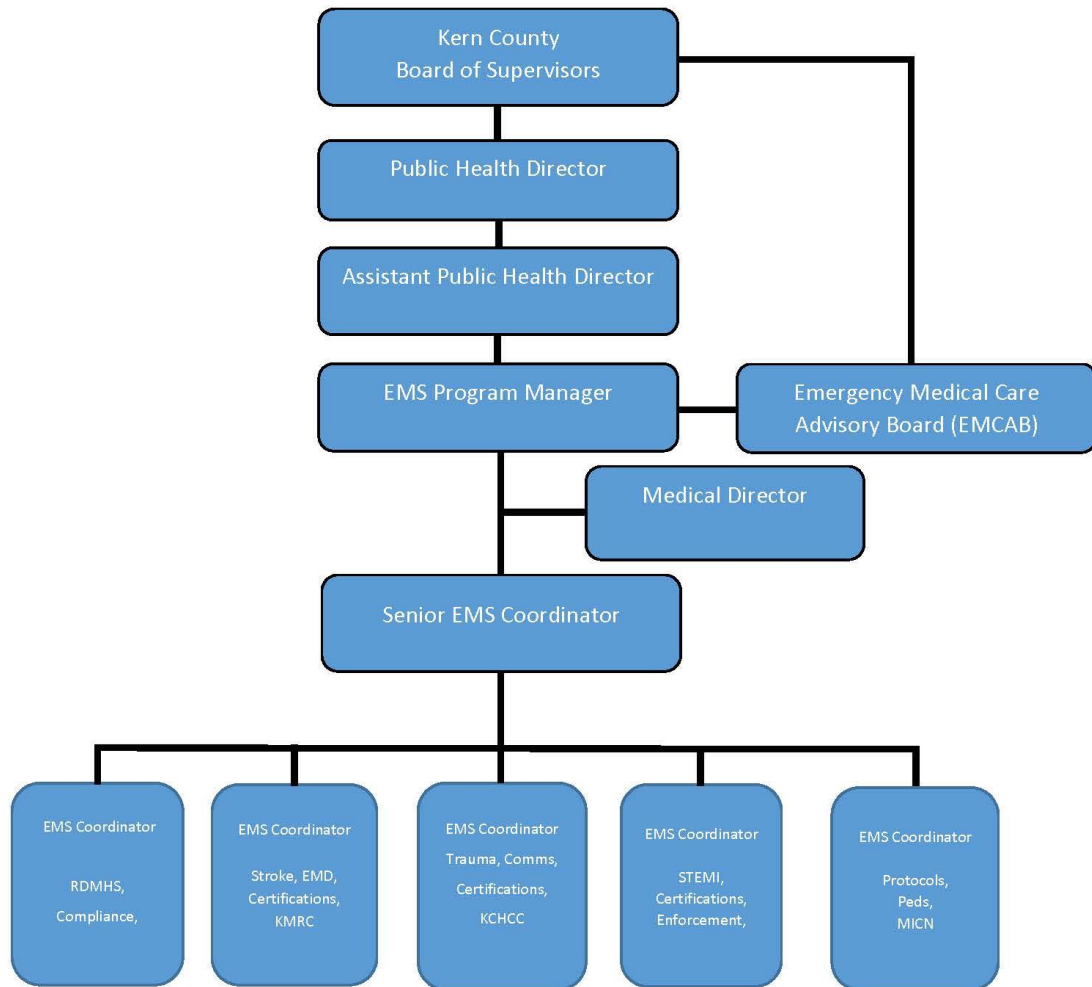 Kern County
Board of Supervisors
Public Health Director
Assistant Public Health Director
EMS Program Manager
Emergency Medical Care
Advisory Board (EMCAB)
Medical Director
Senior EMS Coordinator
EMS Coordinator
RDMHS,
Compliance,
EMS Coordinator
Stroke, EMD,
Certifications,
KMRC
EMS Coordinator
Trauma, Comms,
Certifications,
KCHCC
EMS Coordinator
STEMI,
Certifications,
Enforcement,
EMS Coordinator
Protocols,
Peds,
MICN